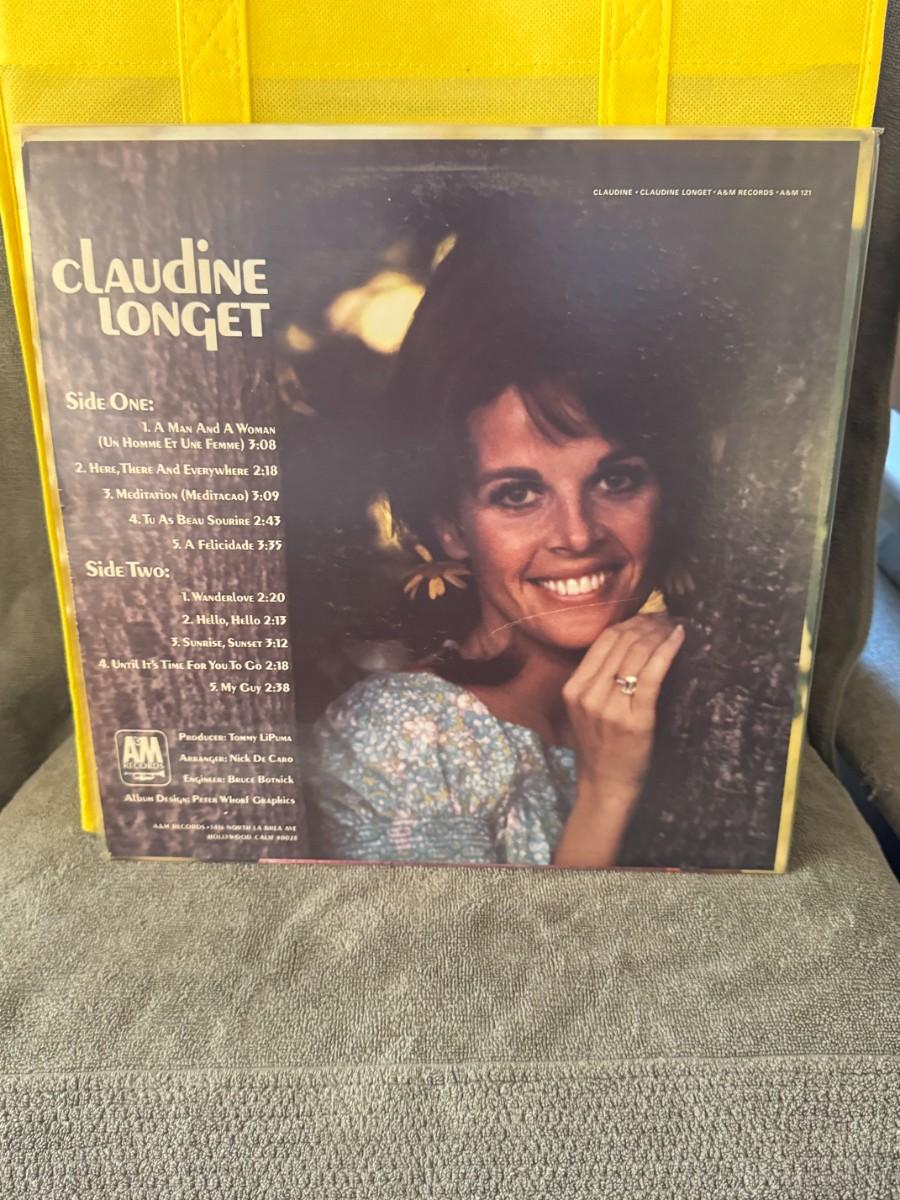 CLAUDINE • CLAUDINE LONGET • A&M RECORDS • A&M 121
CLAUDINE
LONGET
Side One:
1. A Man And A Woman
(Un Homme Et Une Femme) 3:08
2. Here, There And Everywhere 2:18
3. Meditation (Meditacao) 3:09
4. Tu As Beau Sourire 2:43
5. A Felicidade 3:35
Side Two:
1. Wanderlove 2:20
2. Hello, Hello 2:13
3. Sunrise, Sunset 3:12
4. Until It's Time For You To Go 2:18
5. My Guy 2:38
Producer: Tommy LiPuma
Arranger: Nick De Caro
Engineer: Bruce Botnick
Album Design: Peter Whorf Graphics
A&M
RECORDS
A&M RECORDS • 1416 NORTH LA BREA AVE
HOLLYWOOD, CALIF 90028